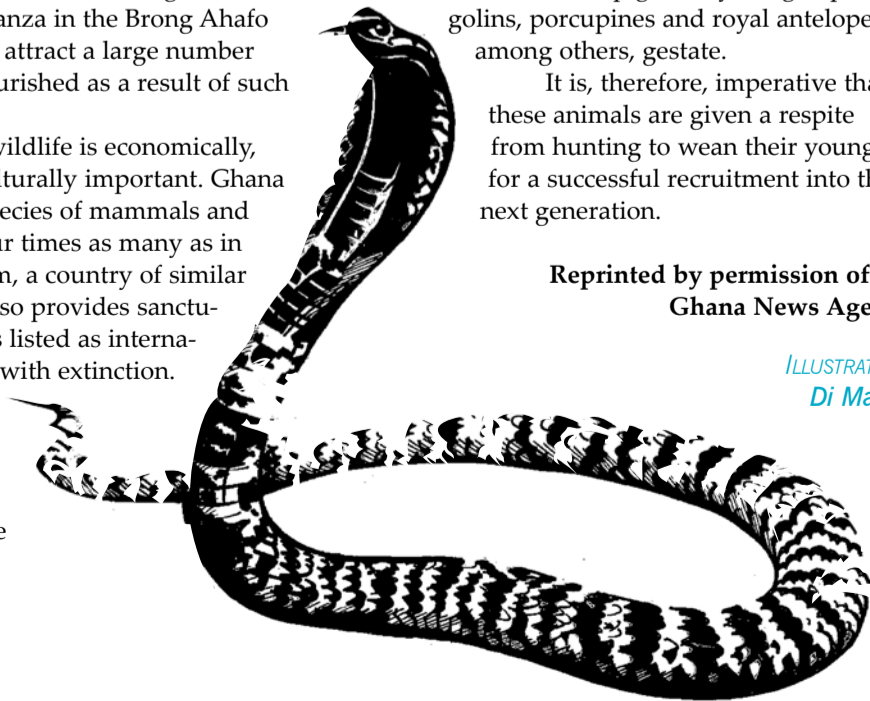 anza in the Brong Ahafo
attract a large number
urished as a result of such
wildlife is economically,
lturally important. Ghana
ecies of mammals and
ur times as many as in
m, a country of similar
so provides sanctu-
s listed as interna-
with extinction.
e
golins, porcupines and royal antelope
among others, gestate.
It is, therefore, imperative tha
these animals are given a respite
from hunting to wean their young
for a successful recruitment into th
next generation.
Reprinted by permission of
Ghana News Age
ILLUSTRAT
Di Ma